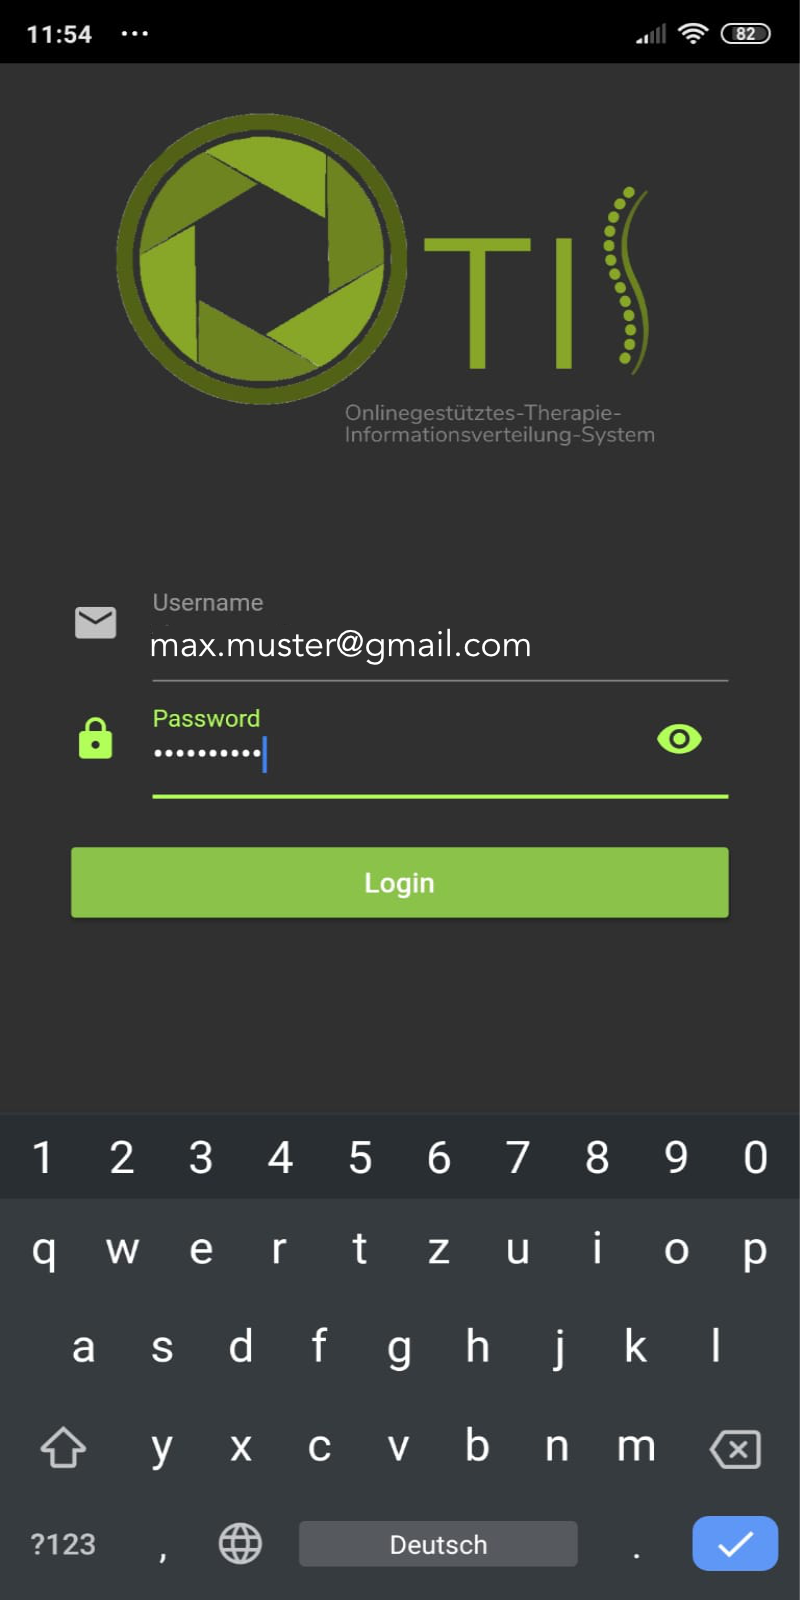 11:54 ... 82
OTIS
Onlinegestütztes-Therapie-
Informationsverteilung-System
Username
max.muster@gmail.com
Password
••••••••••
Login
1 2 3 4 5 6 7 8 9 0
q w e r t z u i o p
a s d f g h j k l
y x c v b n m
?123 , Deutsch .